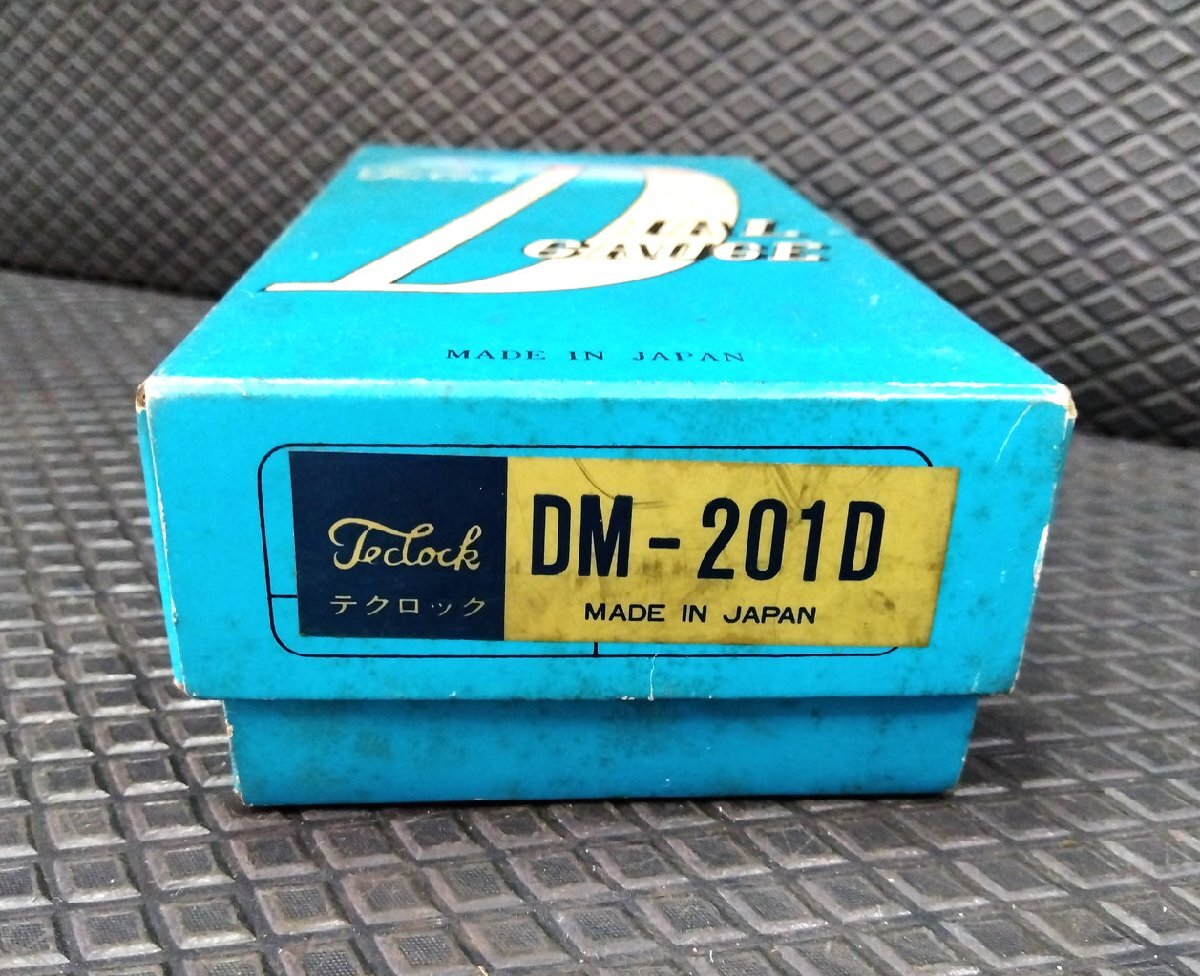 DIAL
GAUGE
MADE IN JAPAN
Teclock
テクロック
DM-201D
MADE IN JAPAN